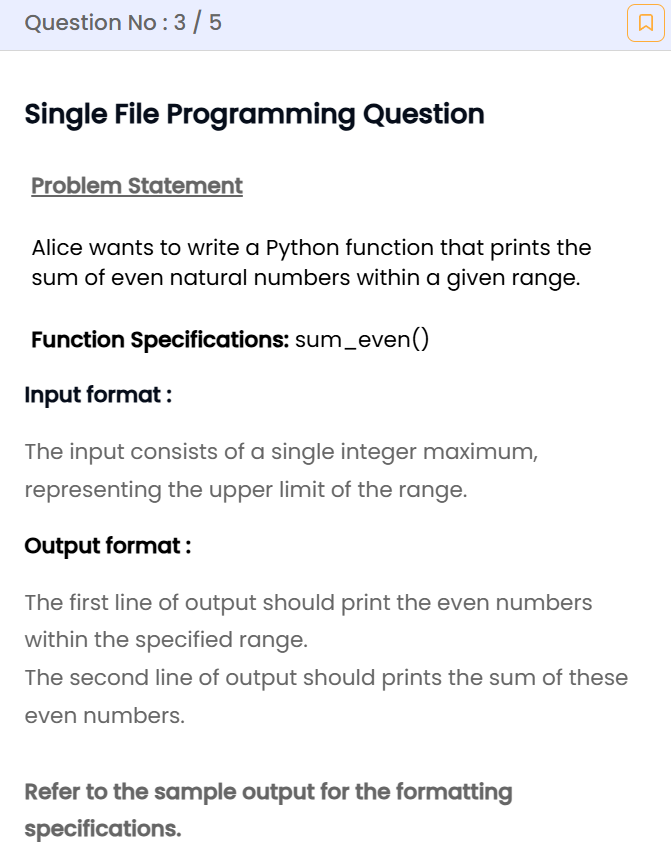 Question No : 3 / 5
Single File Programming Question
Problem Statement
Alice wants to write a Python function that prints the
sum of even natural numbers within a given range.
Function Specifications: sum_even()
Input format :
The input consists of a single integer maximum,
representing the upper limit of the range.
Output format :
The first line of output should print the even numbers
within the specified range.
The second line of output should prints the sum of these
even numbers.
Refer to the sample output for the formatting
specifications.